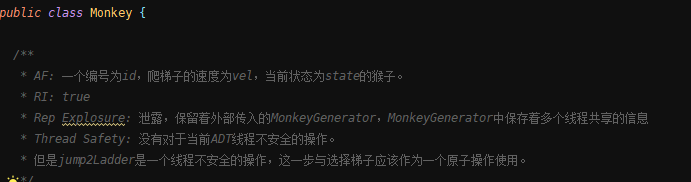 public class Monkey {
/**
* AF: 一个编号为id，爬梯子的速度为vel，当前状态为state的猴子。
* RI: true
* Rep Explosure: 泄露，保留着外部传入的MonkeyGenerator，MonkeyGenerator中保存着多个线程共享的信息
* Thread Safety: 没有对于当前ADT线程不安全的操作。
* 但是jump2Ladder是一个线程不安全的操作，这一步与选择梯子应该作为一个原子操作使用。
*/